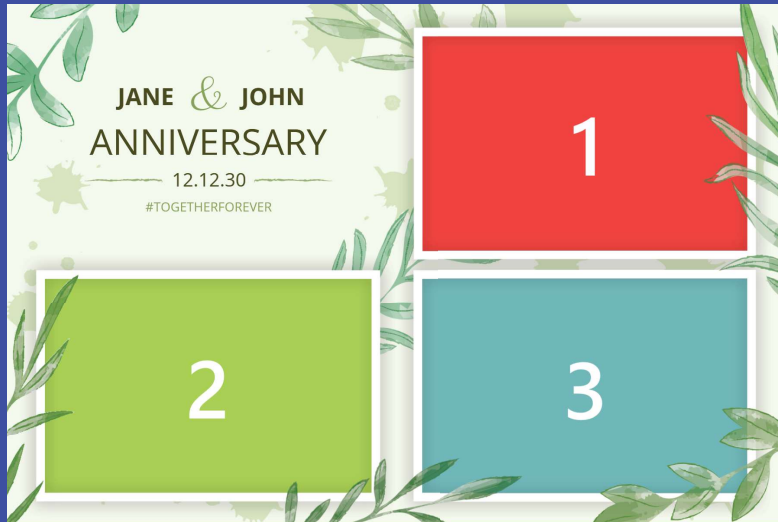 JANE & JOHN
ANNIVERSARY
12.12.30
#TOGETHERFOREVER
1
2
3